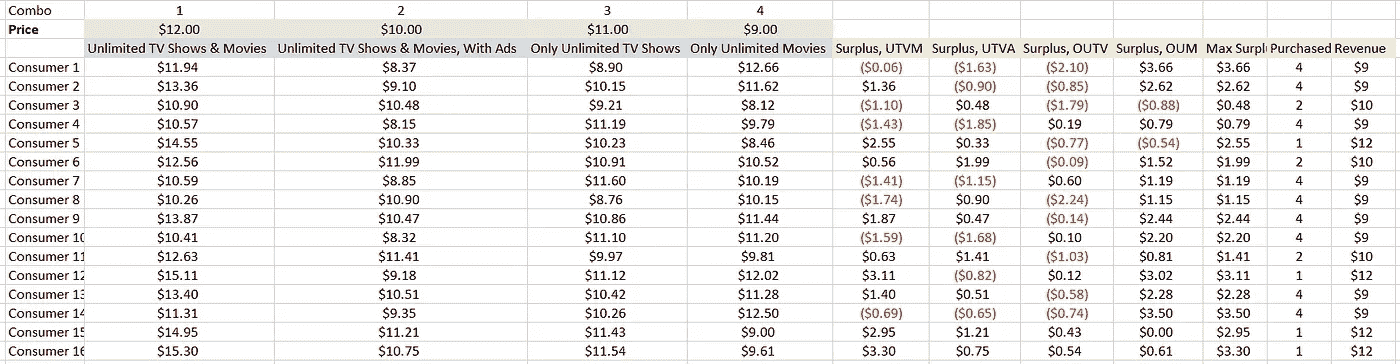 Combo 1 2 3 4
Price $12.00 $10.00 $11.00 $9.00
Unlimited TV Shows & Movies Unlimited TV Shows & Movies, With Ads Only Unlimited TV Shows Only Unlimited Movies Surplus, UTVM Surplus, UTVA Surplus, OUTV Surplus, OUM Max Surpl Purchased Revenue
Consumer 1 $11.94 $8.37 $8.90 $12.66 ($0.06) ($1.63) ($2.10) $3.66 $3.66 4 $9
Consumer 2 $13.36 $9.10 $10.15 $11.62 $1.36 ($0.90) ($0.85) $2.62 $2.62 4 $9
Consumer 3 $10.90 $10.48 $9.21 $8.12 ($1.10) $0.48 ($1.79) ($0.88) $0.48 2 $10
Consumer 4 $10.57 $8.15 $11.19 $9.79 ($1.43) ($1.85) $0.19 $0.79 $0.79 4 $9
Consumer 5 $14.55 $10.33 $10.23 $8.46 $2.55 $0.33 ($0.77) ($0.54) $2.55 1 $12
Consumer 6 $12.56 $11.99 $10.91 $10.52 $0.56 $1.99 ($0.09) $1.52 $1.99 2 $10
Consumer 7 $10.59 $8.85 $11.60 $10.19 ($1.41) ($1.15) $0.60 $1.19 $1.19 4 $9
Consumer 8 $10.26 $10.90 $8.76 $10.15 ($1.74) $0.90 ($2.24) $1.15 $1.15 4 $9
Consumer 9 $13.87 $10.47 $10.86 $11.44 $1.87 $0.47 ($0.14) $2.44 $2.44 4 $9
Consumer 10 $10.41 $8.32 $11.10 $11.20 ($1.59) ($1.68) $0.10 $2.20 $2.20 4 $9
Consumer 11 $12.63 $11.41 $9.97 $9.81 $0.63 $1.41 ($1.03) $0.81 $1.41 2 $10
Consumer 12 $15.11 $9.18 $11.12 $12.02 $3.11 ($0.82) $0.12 $3.02 $3.11 1 $12
Consumer 13 $13.40 $10.51 $10.42 $11.28 $1.40 $0.51 ($0.58) $2.28 $2.28 4 $9
Consumer 14 $11.31 $9.35 $10.26 $12.50 ($0.69) ($0.65) ($0.74) $3.50 $3.50 4 $9
Consumer 15 $14.95 $11.21 $11.43 $9.00 $2.95 $1.21 $0.43 $0.00 $2.95 1 $12
Consumer 16 $15.30 $10.75 $11.54 $9.61 $3.30 $0.75 $0.54 $0.61 $3.30 1 $12